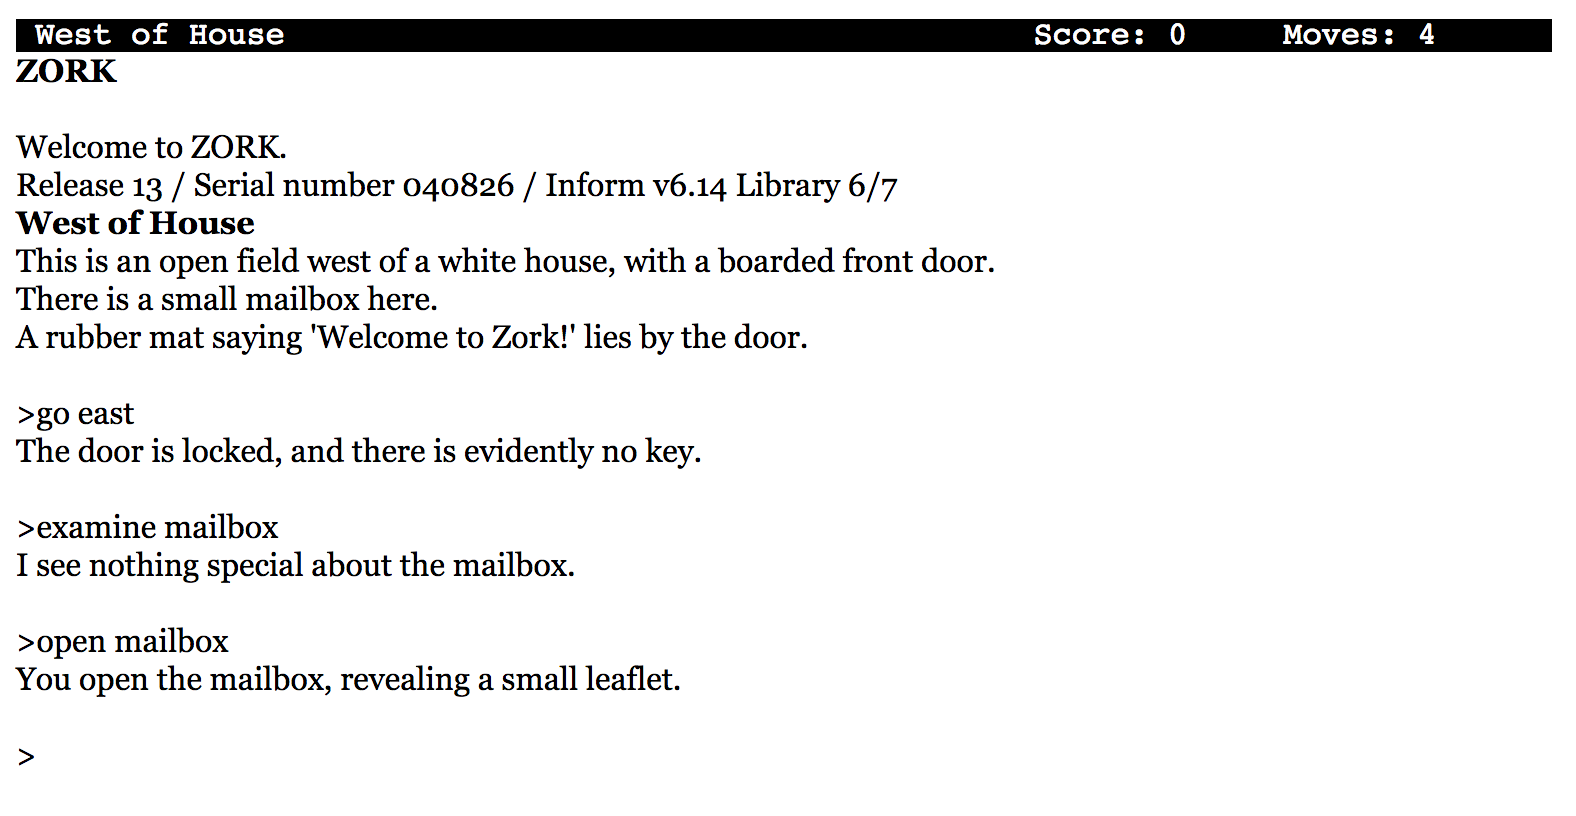 West of House Score: 0 Moves: 4
ZORK
Welcome to ZORK.
Release 13 / Serial number 040826 / Inform v6.14 Library 6/7
West of House
This is an open field west of a white house, with a boarded front door.
There is a small mailbox here.
A rubber mat saying 'Welcome to Zork!' lies by the door.
>go east
The door is locked, and there is evidently no key.
>examine mailbox
I see nothing special about the mailbox.
>open mailbox
You open the mailbox, revealing a small leaflet.
>